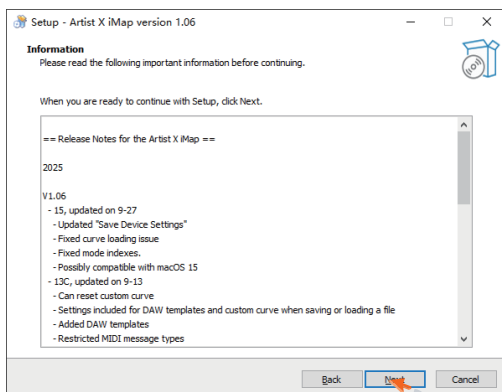 Setup - Artist X iMap version 1.06
Information
Please read the following important information before continuing.
When you are ready to continue with Setup, click Next.
== Release Notes for the Artist X iMap ==
2025
V1.06
- 15, updated on 9-27
- Updated "Save Device Settings"
- Fixed curve loading issue
- Fixed mode indexes.
- Possibly compatible with macOS 15
- 13C, updated on 9-13
- Can reset custom curve
- Settings included for DAW templates and custom curve when saving or loading a file
- Added DAW templates
- Restricted MIDI message types
Back
Next
Cancel